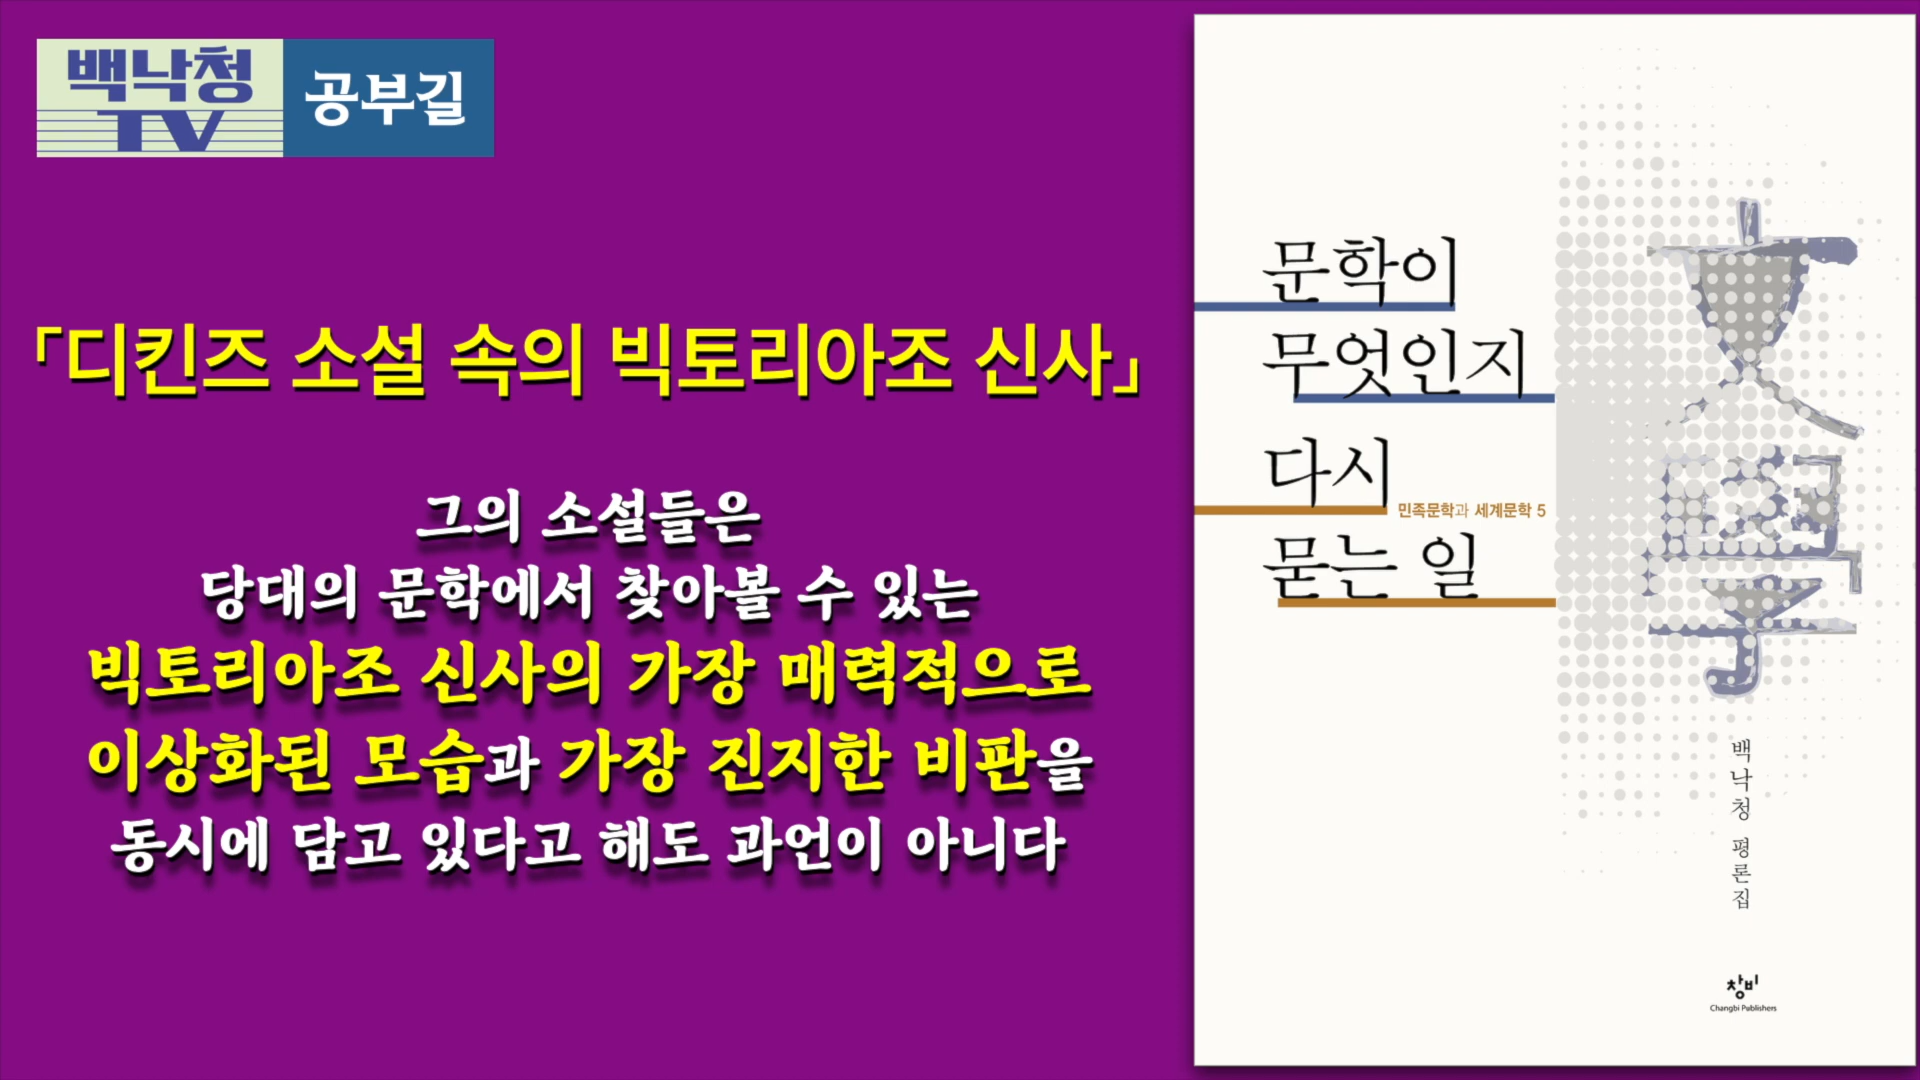 백낙청
TV
공부길
「디킨즈 소설 속의 빅토리아조 신사」
그의 소설들은
당대의 문학에서 찾아볼 수 있는
빅토리아조 신사의 가장 매력적으로
이상화된 모습과 가장 진지한 비판을
동시에 담고 있다고 해도 과언이 아니다
문학이
무엇인지
다시
민족문학과 세계문학 5
묻는 일
백낙청 평론집
창비
Changbi Publishers